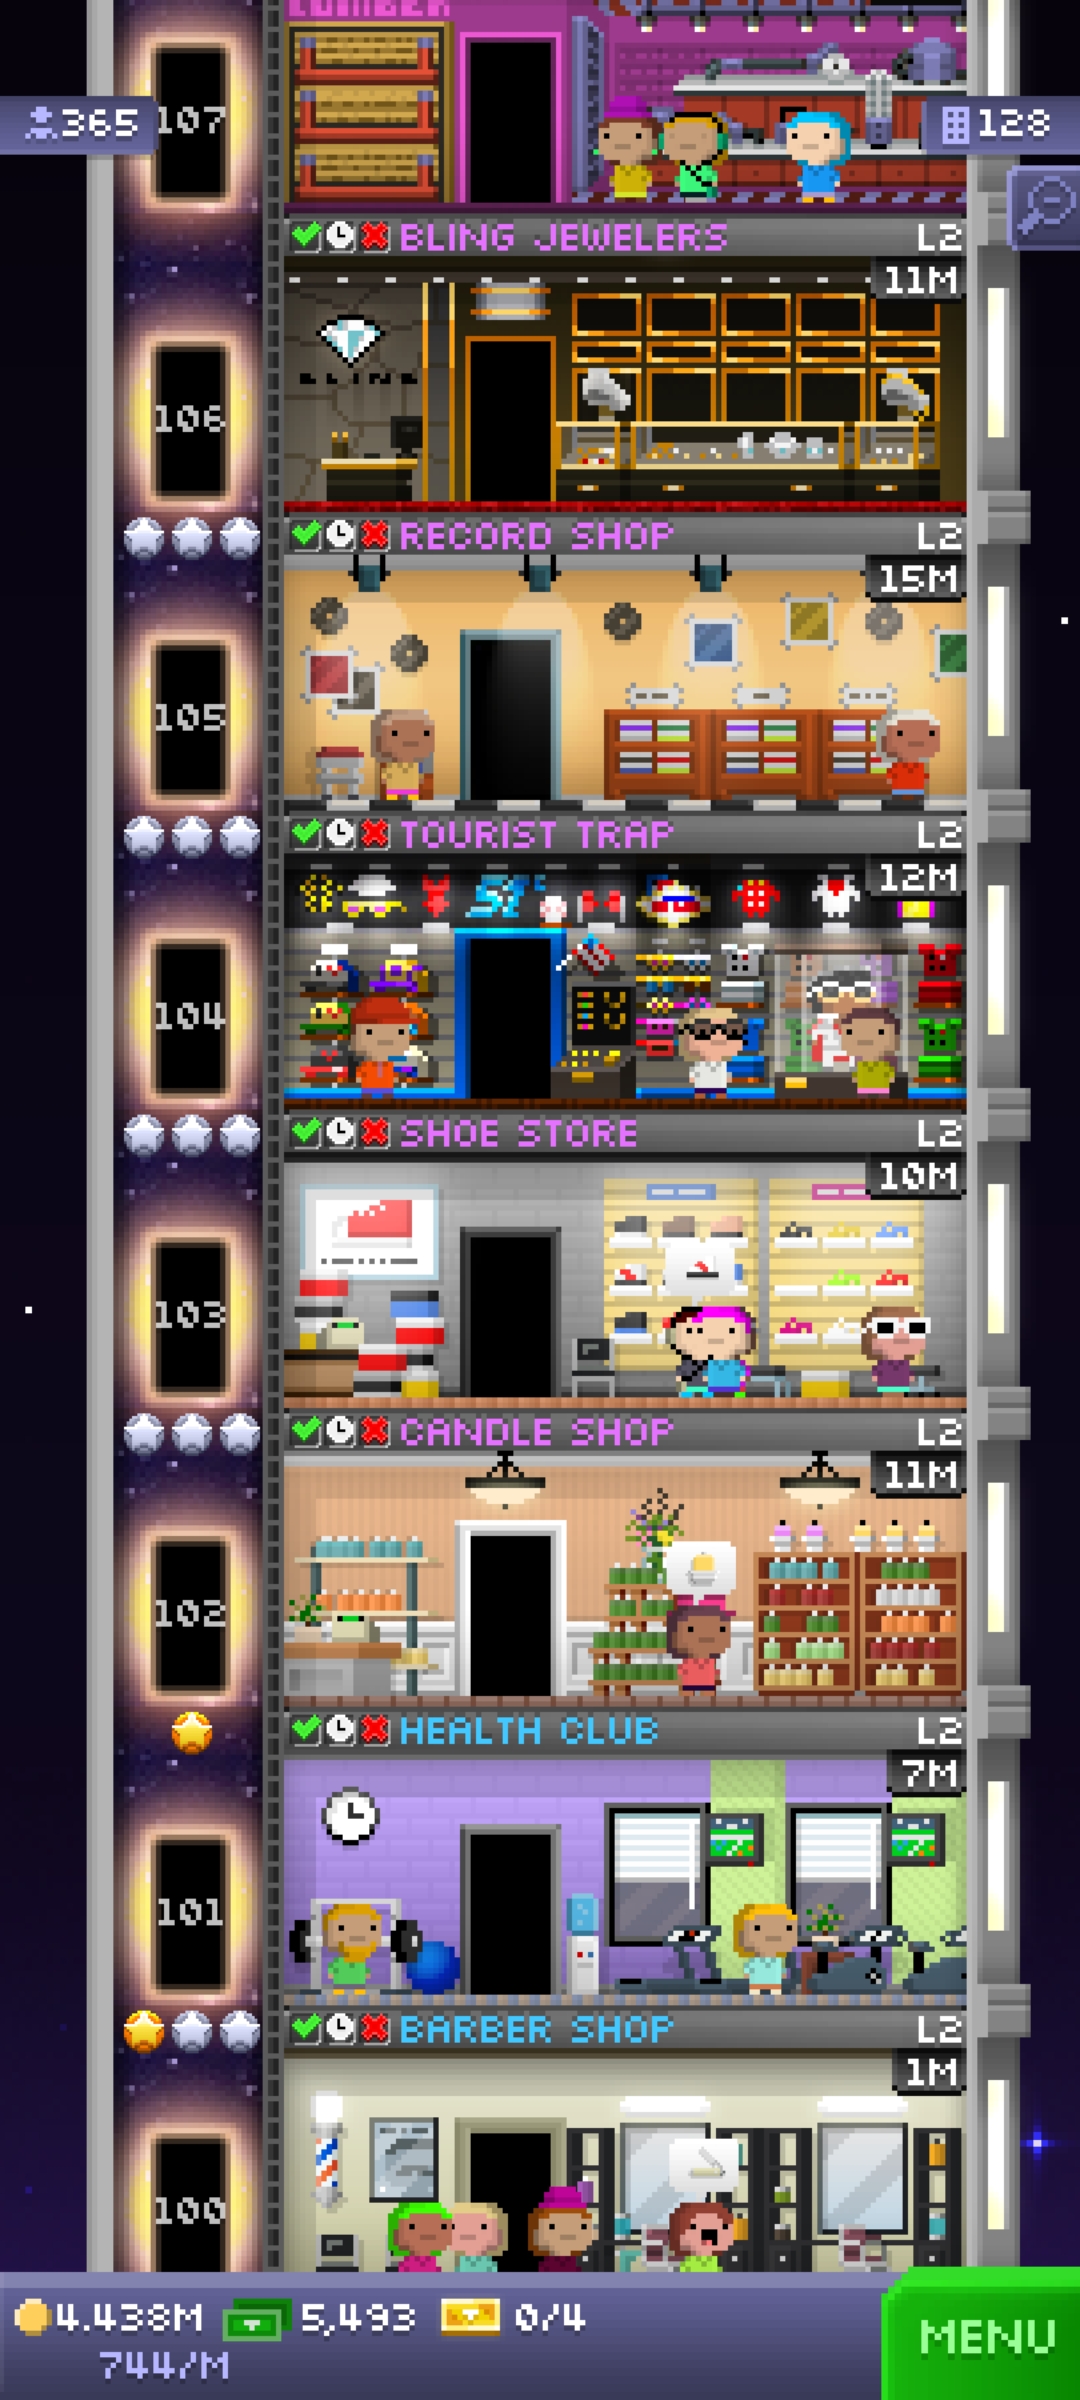 LUMBER
365
107
128
BLING JEWELERS L2
11M
BLING
106
RECORD SHOP L2
15M
105
TOURIST TRAP L2
12M
104
SHOE STORE L2
10M
103
CANDLE SHOP L2
11M
102
HEALTH CLUB L2
7M
101
BARBER SHOP L2
1M
100
4.438M 5,493 0/4
744/M
MENU